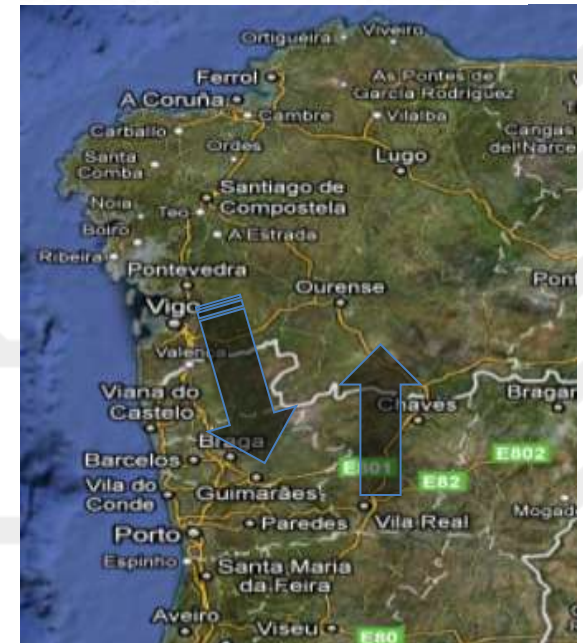 Ortigueira
Viveiro
Ferrol
As Pontes de
García Rodríguez
A Coruña
Cambre
Vilalba
Carballo
Ordes
Cangas
del Narce
Santa
Comba
Lugo
Santiago de
Compostela
Noia
Teo
Boiro
A Estrada
Ribeira
Pontevedra
Pont
Ourense
Vigo
Valença
Viana do
Castelo
Chaves
Bragan
Braga
Barcelos
E801
E802
E82
Vila do
Conde
Guimarães
Mogado
Paredes
Vila Real
Porto
Espinho
Santa Maria
da Feira
Aveiro
Viseu
E80